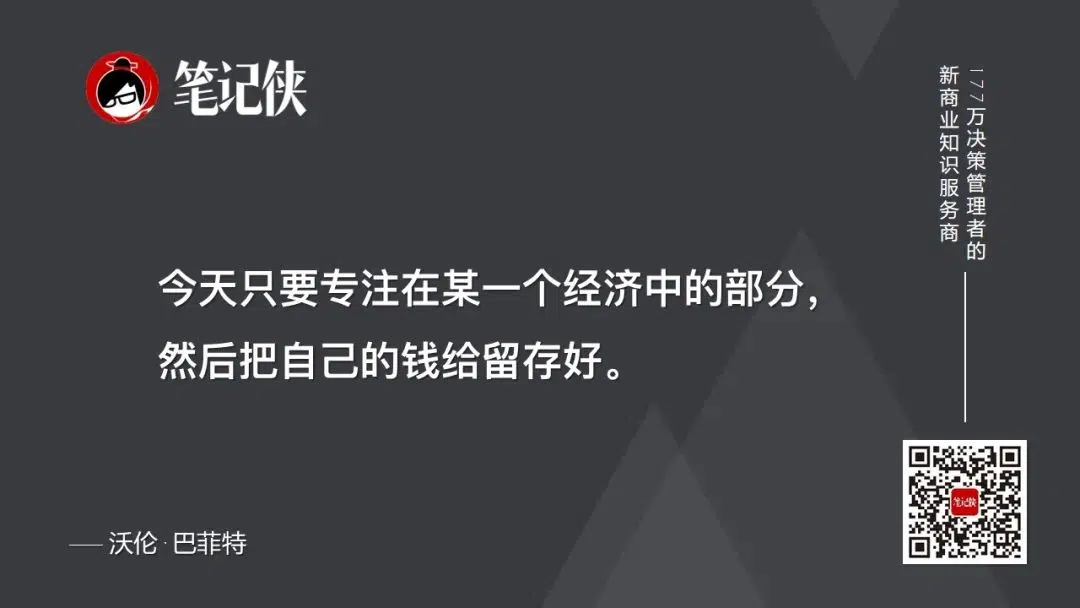 笔记侠
177万决策管理者的
新商业知识服务商
今天只要专注在某一个经济中的部分，
然后把自己的钱给留存好。
—— 沃伦·巴菲特
笔记侠